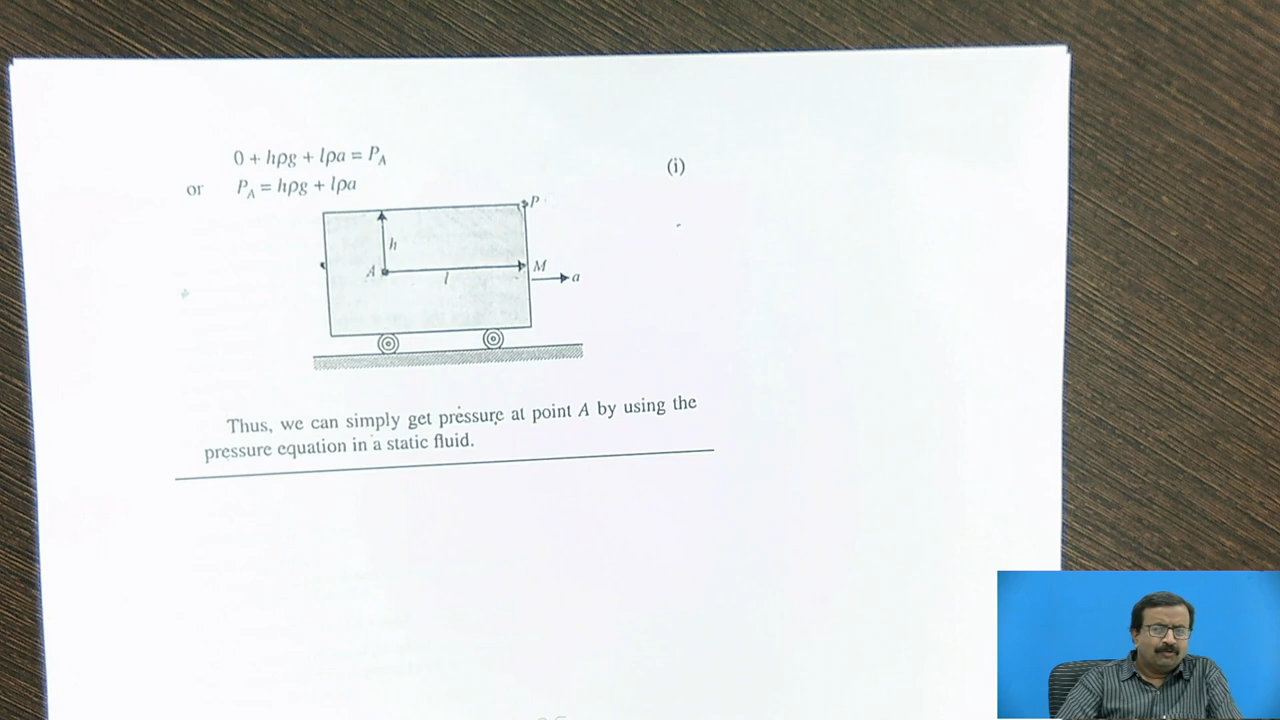 0 + hρg + lρa = P_A (i)
or P_A = hρg + lρa
P
h
A
M
l
a
Thus, we can simply get pressure at point A by using the
pressure equation in a static fluid.